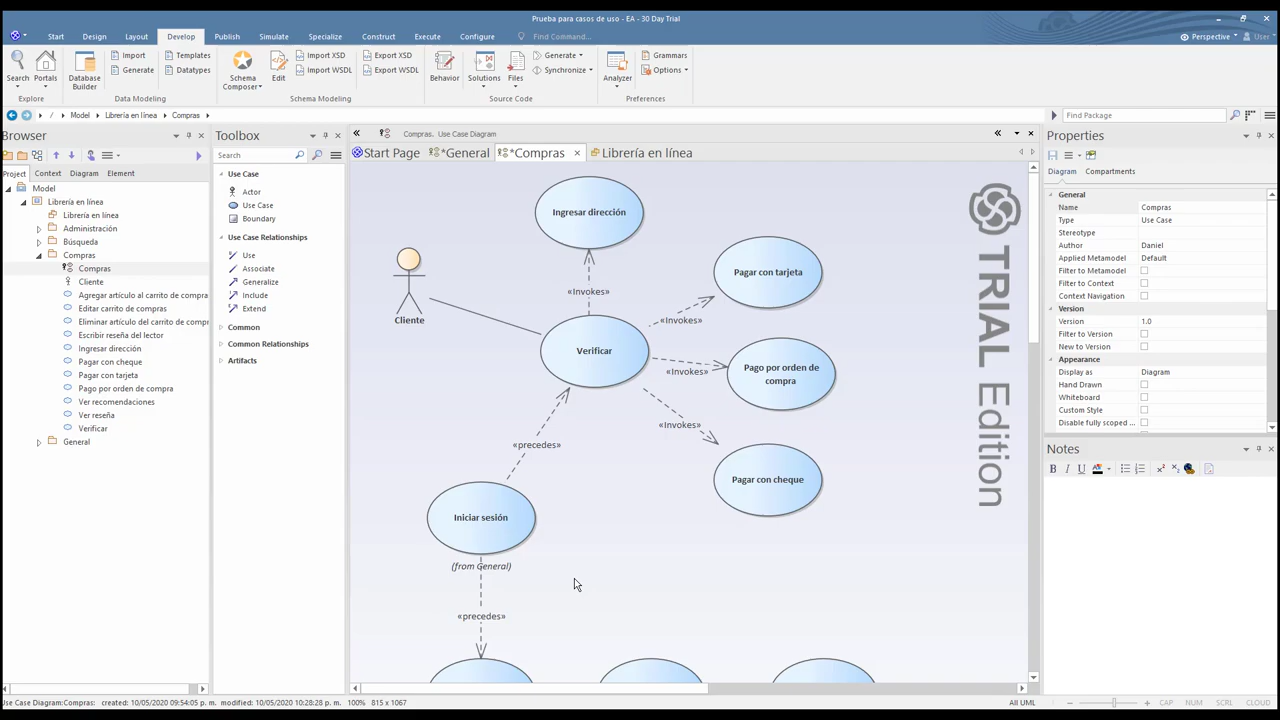 Prueba para casos de uso - EA - 30 Day Trial
Start Design Layout Develop Publish Simulate Specialize Construct Execute Configure Find Command... Perspective User
Search Portals Database Builder Import Generate Templates Datatypes Schema Composer Edit Import XSD Import WSDL Export XSD Export WSDL Behavior Solutions Files Generate Synchronize Analyzer Grammars Options
Explore Data Modeling Schema Modeling Source Code Preferences
/ Model Librería en línea Compras Find Package
Browser
Project Context Diagram Element
Model
Librería en línea
Librería en línea
Administración
Búsqueda
Compras
Compras
Cliente
Agregar artículo al carrito de compra
Editar carrito de compras
Eliminar artículo del carrito de compr
Escribir reseña del lector
Ingresar dirección
Pagar con cheque
Pagar con tarjeta
Pago por orden de compra
Ver recomendaciones
Ver reseña
Verificar
General
Toolbox
Search
Use Case
Actor
Use Case
Boundary
Use Case Relationships
Use
Associate
Generalize
Include
Extend
Common
Common Relationships
Artifacts
Compras. Use Case Diagram
Start Page *General *Compras Librería en línea
Ingresar dirección
Cliente
«Invokes»
Pagar con tarjeta
«Invokes»
Verificar
«Invokes»
Pago por orden de
compra
«Invokes»
«precedes»
Pagar con cheque
Iniciar sesión
(from General)
«precedes»
TRIAL Edition
Properties
Diagram Compartments
General
Name Compras
Type Use Case
Stereotype
Author Daniel
Applied Metamodel Default
Filter to Metamodel
Filter to Context
Context Navigation
Version
Version 1.0
Filter to Version
New to Version
Appearance
Display as Diagram
Hand Drawn
Whiteboard
Custom Style
Disable fully scoped ...
Notes
B I U A
Use Case Diagram:Compras: created: 10/05/2020 09:54:05 p. m. modified: 10/05/2020 10:28:28 p. m. 100% 815 x 1067 All UML CAP NUM SCRL CLOUD